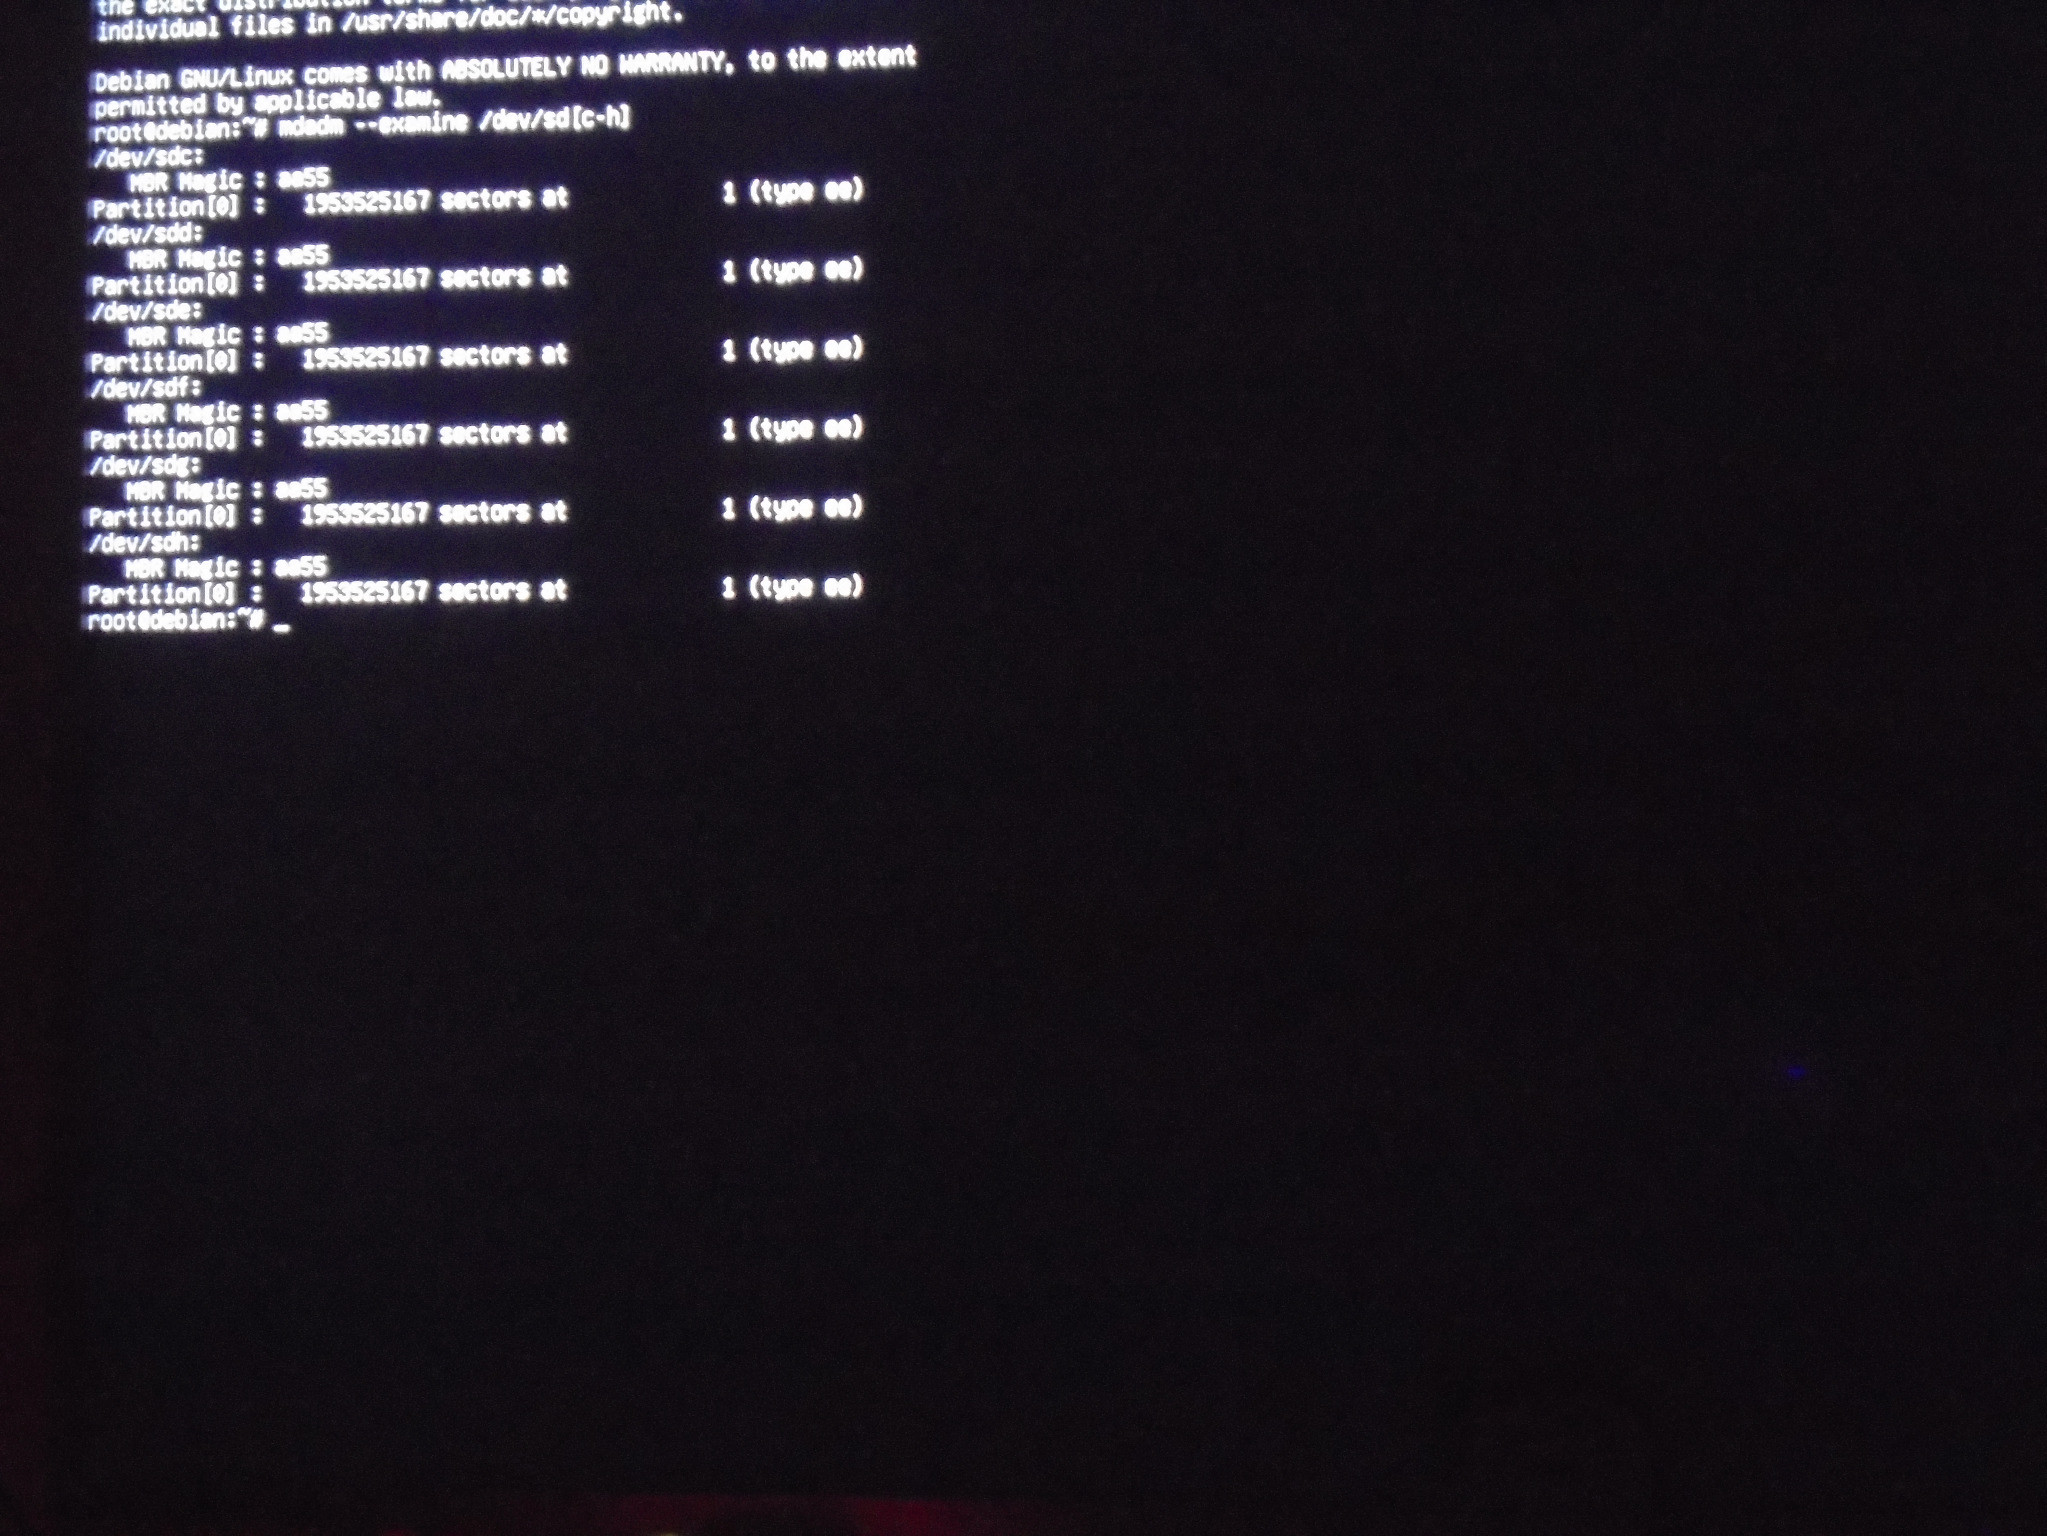 the exact distribution terms for
individual files in /usr/share/doc/*/copyright.
Debian GNU/Linux comes with ABSOLUTELY NO WARRANTY, to the extent
permitted by applicable law.
root@debian:~# mdadm --examine /dev/sd[c-h]
/dev/sdc:
MBR Magic : aa55
Partition[0] : 1953525167 sectors at 1 (type ee)
/dev/sdd:
MBR Magic : aa55
Partition[0] : 1953525167 sectors at 1 (type ee)
/dev/sde:
MBR Magic : aa55
Partition[0] : 1953525167 sectors at 1 (type ee)
/dev/sdf:
MBR Magic : aa55
Partition[0] : 1953525167 sectors at 1 (type ee)
/dev/sdg:
MBR Magic : aa55
Partition[0] : 1953525167 sectors at 1 (type ee)
/dev/sdh:
MBR Magic : aa55
Partition[0] : 1953525167 sectors at 1 (type ee)
root@debian:~# _